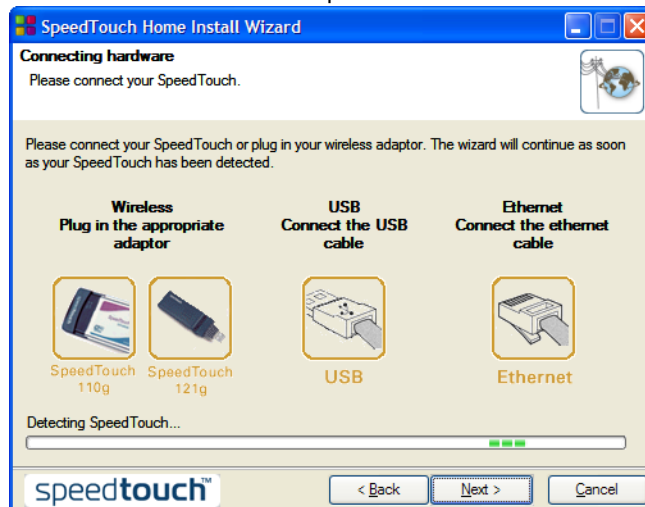 SpeedTouch Home Install Wizard
Connecting hardware
Please connect your SpeedTouch.
Please connect your SpeedTouch or plug in your wireless adaptor. The wizard will continue as soon
as your SpeedTouch has been detected.
Wireless
Plug in the appropriate
adaptor
USB
Connect the USB
cable
Ethernet
Connect the ethernet
cable
SpeedTouch
110g
SpeedTouch
121g
USB
Ethernet
Detecting SpeedTouch...
speedtouch™
< Back
Next >
Cancel